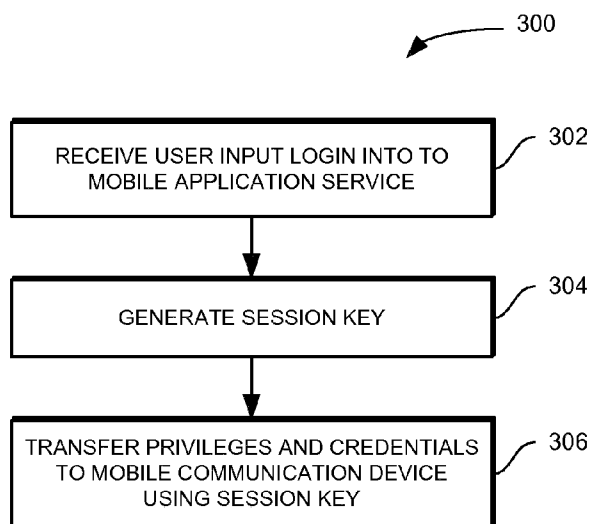 300
RECEIVE USER INPUT LOGIN INTO TO
MOBILE APPLICATION SERVICE
302
GENERATE SESSION KEY
304
TRANSFER PRIVILEGES AND CREDENTIALS
TO MOBILE COMMUNICATION DEVICE
USING SESSION KEY
306